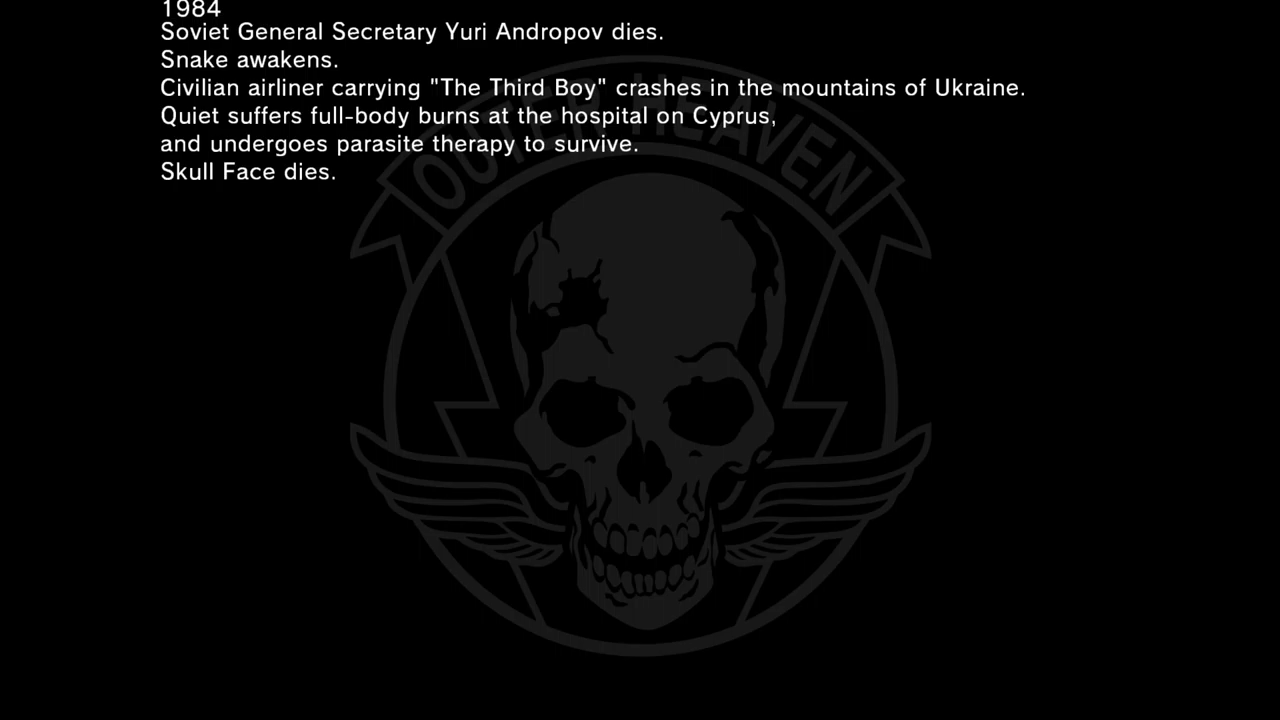 1984
Soviet General Secretary Yuri Andropov dies.
Snake awakens.
Civilian airliner carrying "The Third Boy" crashes in the mountains of Ukraine.
Quiet suffers full-body burns at the hospital on Cyprus,
and undergoes parasite therapy to survive.
Skull Face dies.
OUTER HEAVEN